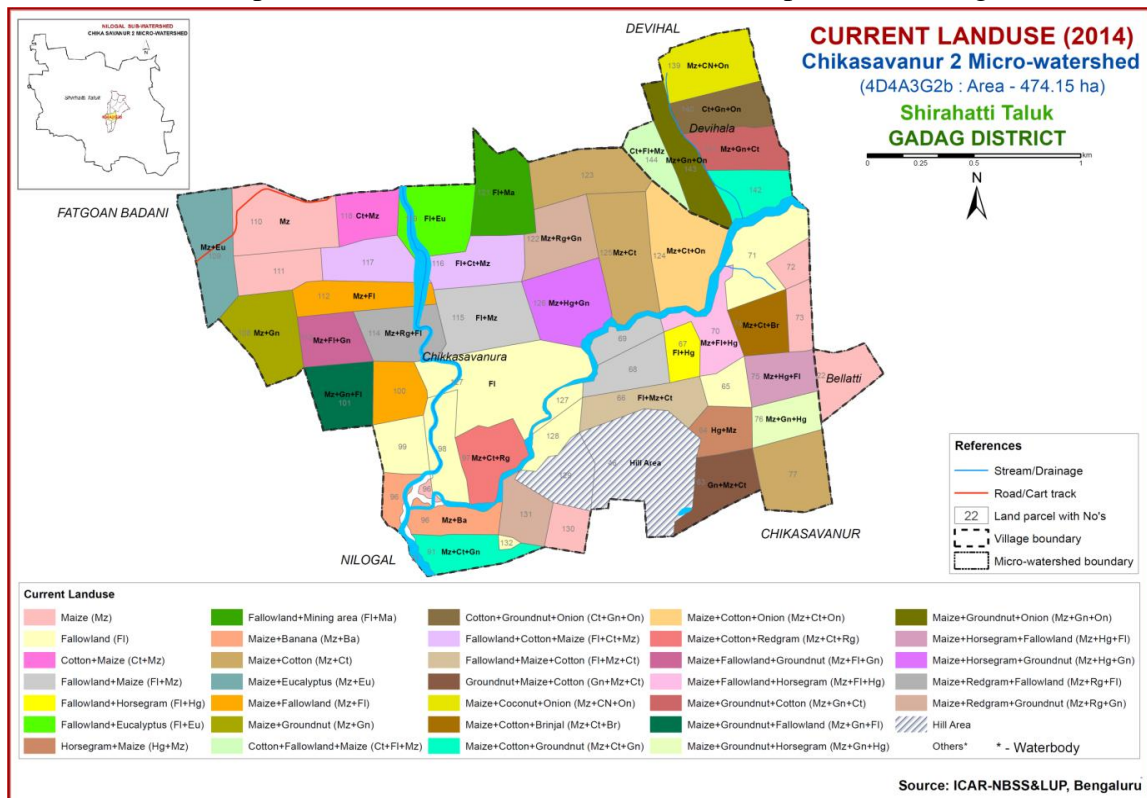 NILOGAL SUB-WATERSHED
CHIKA SAVANUR 2 MICRO-WATERSHED
N
Shirhatti Taluk
CURRENT LANDUSE (2014)
Chikasavanur 2 Micro-watershed
(4D4A3G2b : Area - 474.15 ha)
Shirahatti Taluk
GADAG DISTRICT
0 0.25 0.5 1
km
N
DEVIHAL
139 Mz+CN+On
Ct+Gn+On
Devihala
Mz+Gn+Ct
Ct+Fl+Mz
144
Mz+Gn+On
142
123
Fl+Ma
FATGOAN BADANI
110 Mz
Ct+Mz
Fl+Eu
Mz+Eu
122 Mz+Rg+Gn
125 Mz+Ct
124 Mz+Ct+On
71
72
111
117
116 Fl+Ct+Mz
112 Mz+Fl
Mz+Hg+Gn
73
Mz+Gn
Mz+Fl+Gn
114 Mz+Rg+Fl
115 Fl+Mz
69
67
Fl+Hg
70
Mz+Fl+Hg
Mz+Ct+Br
Chikkasavanura
68
75 Mz+Hg+Fl
Bellatti
Mz+Gn+Fl
101
100
127
Fl
127
66 Fl+Mz+Ct
65
76 Mz+Gn+Hg
99
98
Mz+Ct+Rg
128
Hg+Mz
129
Hill Area
Gn+Mz+Ct
77
96
96
96 Mz+Ba
131
130
132
Mz+Ct+Gn
NILOGAL
CHIKASAVANUR
References
Stream/Drainage
Road/Cart track
22 Land parcel with No's
Village boundary
Micro-watershed boundary
Current Landuse
Maize (Mz)
Fallowland (Fl)
Cotton+Maize (Ct+Mz)
Fallowland+Maize (Fl+Mz)
Fallowland+Horsegram (Fl+Hg)
Fallowland+Eucalyptus (Fl+Eu)
Horsegram+Maize (Hg+Mz)
Fallowland+Mining area (Fl+Ma)
Maize+Banana (Mz+Ba)
Maize+Cotton (Mz+Ct)
Maize+Eucalyptus (Mz+Eu)
Maize+Fallowland (Mz+Fl)
Maize+Groundnut (Mz+Gn)
Cotton+Fallowland+Maize (Ct+Fl+Mz)
Cotton+Groundnut+Onion (Ct+Gn+On)
Fallowland+Cotton+Maize (Fl+Ct+Mz)
Fallowland+Maize+Cotton (Fl+Mz+Ct)
Groundnut+Maize+Cotton (Gn+Mz+Ct)
Maize+Coconut+Onion (Mz+CN+On)
Maize+Cotton+Brinjal (Mz+Ct+Br)
Maize+Cotton+Groundnut (Mz+Ct+Gn)
Maize+Cotton+Onion (Mz+Ct+On)
Maize+Cotton+Redgram (Mz+Ct+Rg)
Maize+Fallowland+Groundnut (Mz+Fl+Gn)
Maize+Fallowland+Horsegram (Mz+Fl+Hg)
Maize+Groundnut+Cotton (Mz+Gn+Ct)
Maize+Groundnut+Fallowland (Mz+Gn+Fl)
Maize+Groundnut+Horsegram (Mz+Gn+Hg)
Maize+Groundnut+Onion (Mz+Gn+On)
Maize+Horsegram+Fallowland (Mz+Hg+Fl)
Maize+Horsegram+Groundnut (Mz+Hg+Gn)
Maize+Redgram+Fallowland (Mz+Rg+Fl)
Maize+Redgram+Groundnut (Mz+Rg+Gn)
Hill Area
Others* * - Waterbody
Source: ICAR-NBSS&LUP, Bengaluru